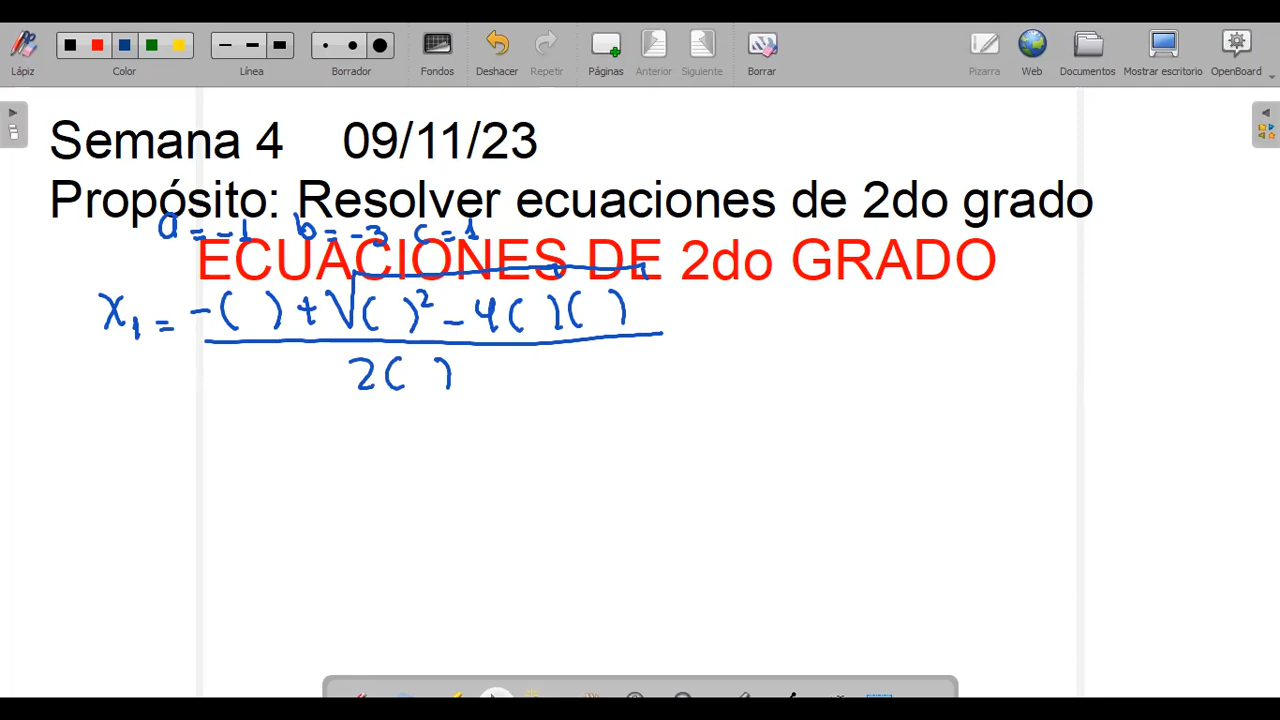 Lápiz Color Línea Borrador Fondos Deshacer Repetir Páginas Anterior Siguiente Borrar Pizarra Web Documentos Mostrar escritorio OpenBoard
Semana 4 09/11/23
Propósito: Resolver ecuaciones de 2do grado
a = -1 b = -3 c = 1
ECUACIONES DE 2do GRADO
x₁ = -( ) + √( )² - 4( )( )
2( )